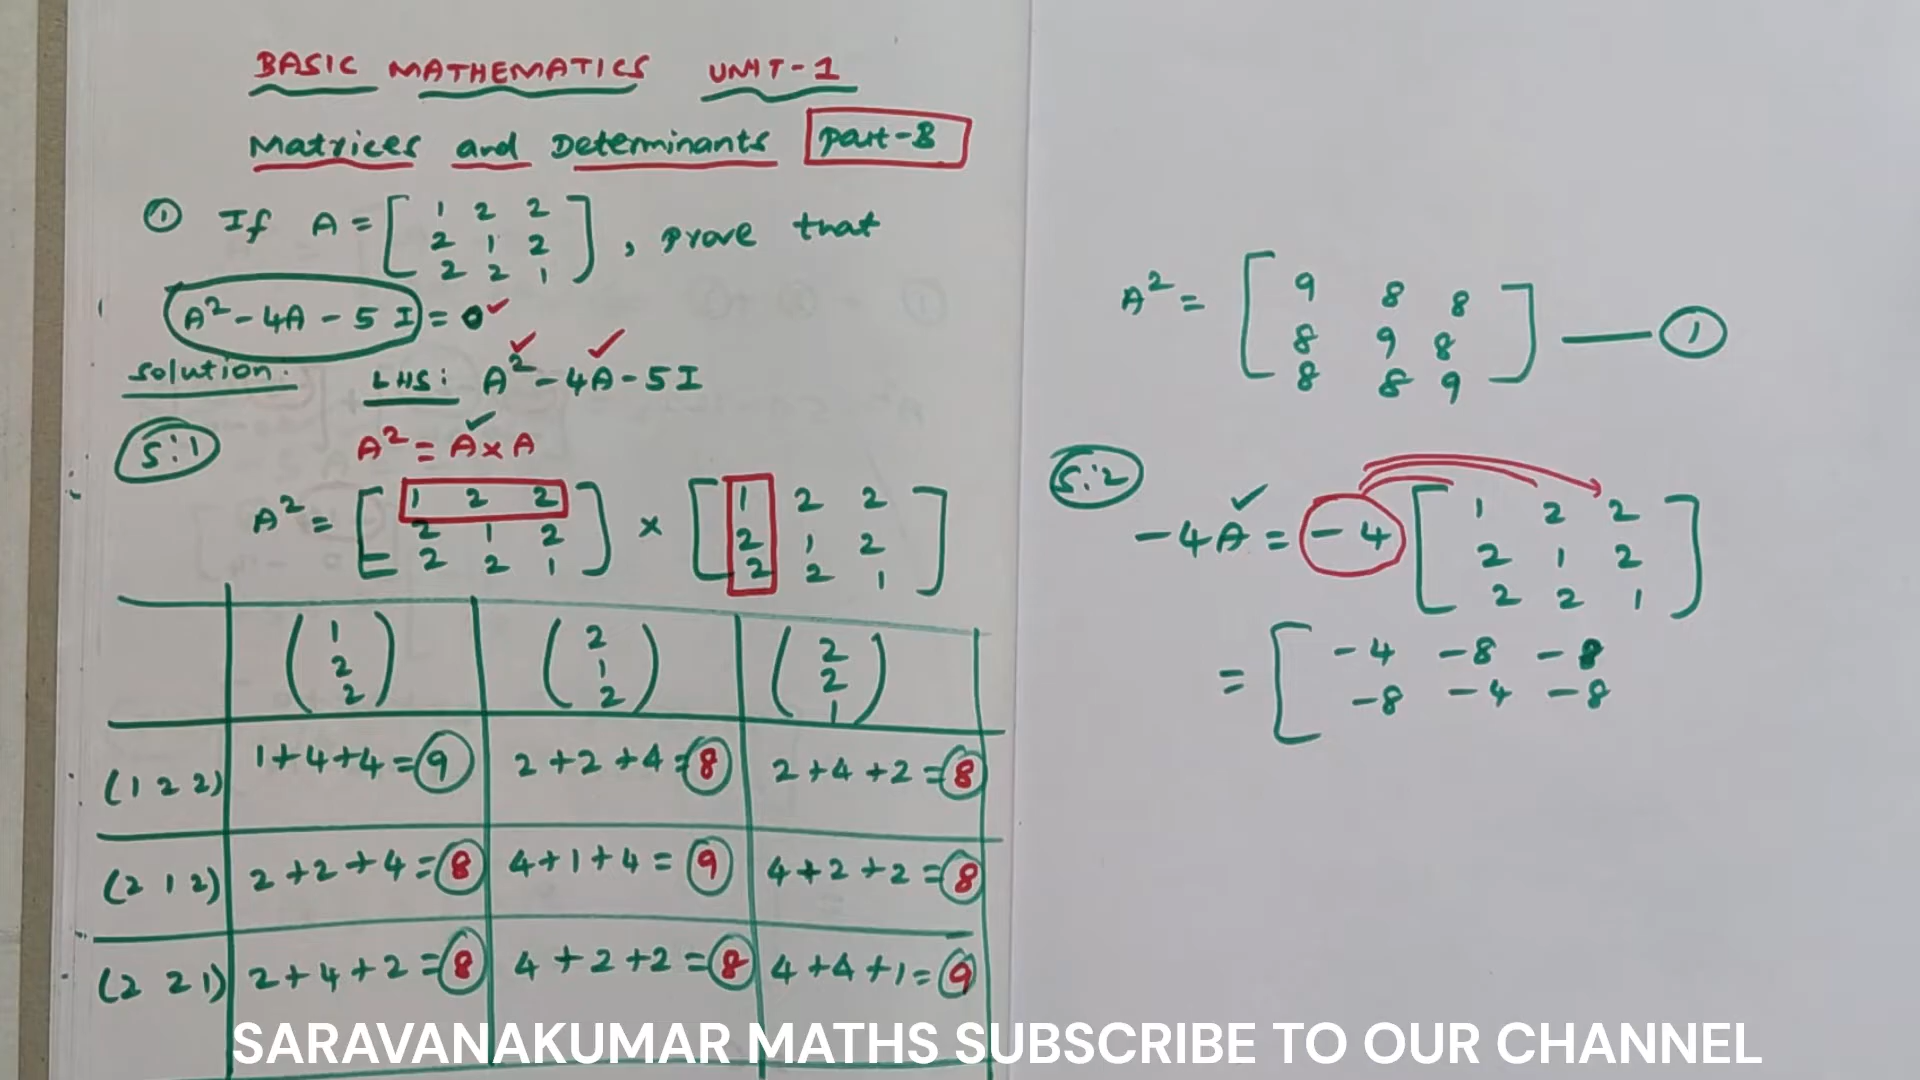 BASIC MATHEMATICS UNIT-1
Matrices and Determinants Part-8
① If A = [ 1 2 2
2 1 2
2 2 1 ] , prove that
A² - 4A - 5I = 0 ✓
Solution: LHS: A² - 4A - 5I
S:1 A² = A × A
A² = [ 1 2 2
2 1 2
2 2 1 ] × [ 1 2 2
2 1 2
2 2 1 ]
( 1 2 2 ) ( 2 1 2 ) ( 2 2 1 )
(1 2 2) 1+4+4=9 2+2+4=8 2+4+2=8
(2 1 2) 2+2+4=8 4+1+4=9 4+2+2=8
(2 2 1) 2+4+2=8 4+2+2=8 4+4+1=9
A² = [ 9 8 8
8 9 8
8 8 9 ] — ①
S:2
-4A = -4 [ 1 2 2
2 1 2
2 2 1 ]
= [ -4 -8 -8
-8 -4 -8
SARAVANAKUMAR MATHS SUBSCRIBE TO OUR CHANNEL